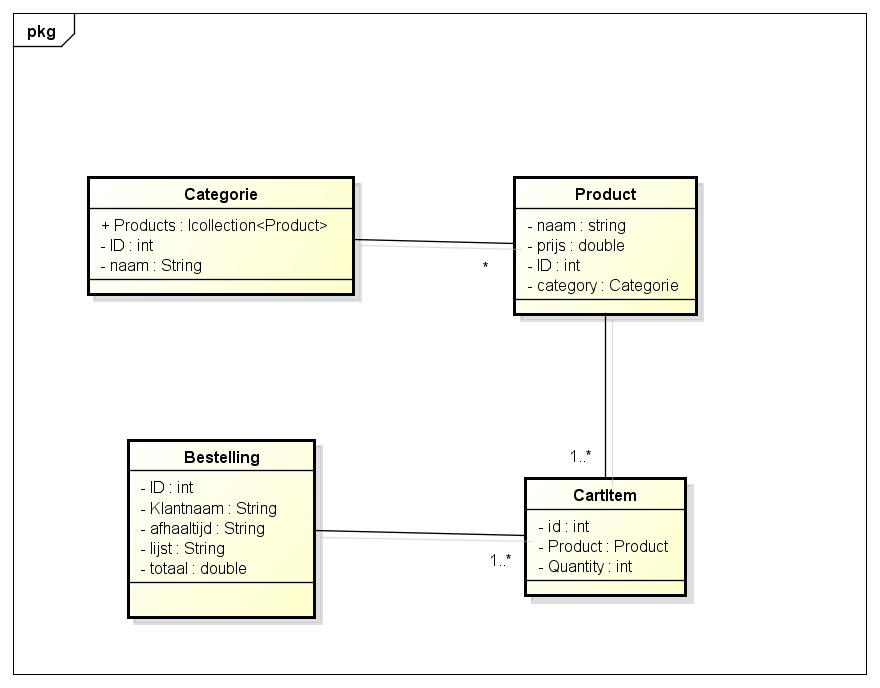 pkg
Categorie
+ Products : Icollection<Product>
- ID : int
- naam : String
*
Product
- naam : string
- prijs : double
- ID : int
- category : Categorie
1..*
Bestelling
- ID : int
- Klantnaam : String
- afhaaltijd : String
- lijst : String
- totaal : double
1..*
CartItem
- id : int
- Product : Product
- Quantity : int